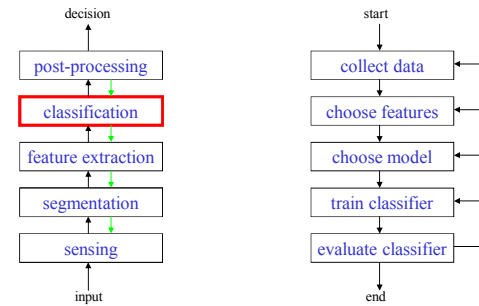 decision
post-processing
classification
feature extraction
segmentation
sensing
input
start
collect data
choose features
choose model
train classifier
evaluate classifier
end